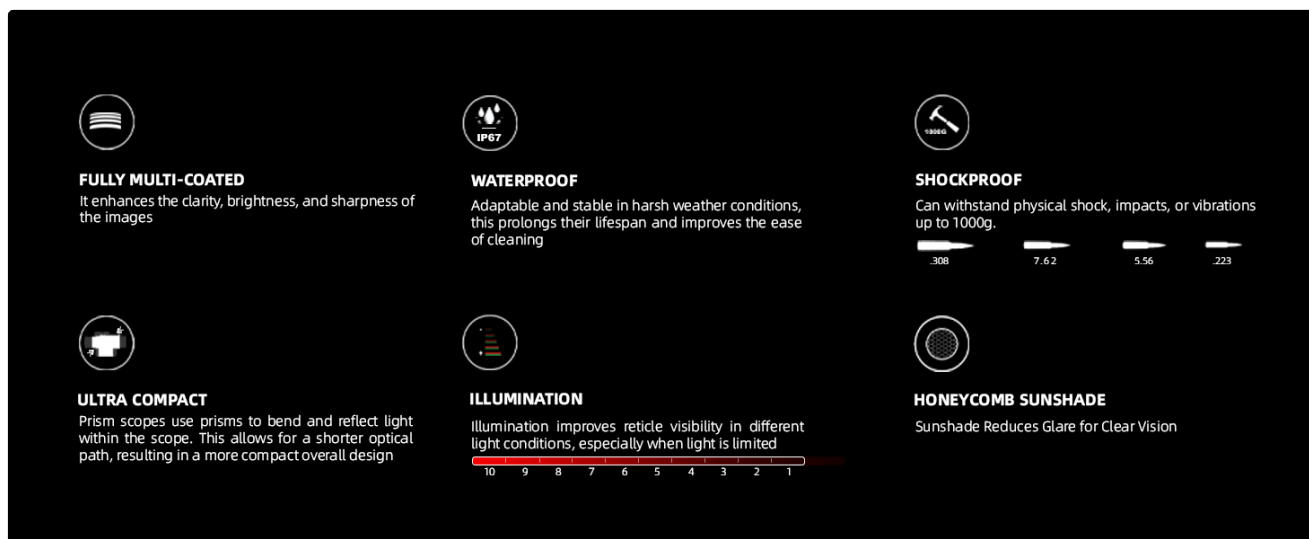 IP67
1000G
FULLY MULTI-COATED
It enhances the clarity, brightness, and sharpness of
the images
WATERPROOF
Adaptable and stable in harsh weather conditions,
this prolongs their lifespan and improves the ease
of cleaning
SHOCKPROOF
Can withstand physical shock, impacts, or vibrations
up to 1000g.
.308 7.62 5.56 .223
ULTRA COMPACT
Prism scopes use prisms to bend and reflect light
within the scope. This allows for a shorter optical
path, resulting in a more compact overall design
ILLUMINATION
Illumination improves reticle visibility in different
light conditions, especially when light is limited
10 9 8 7 6 5 4 3 2 1
HONEYCOMB SUNSHADE
Sunshade Reduces Glare for Clear Vision